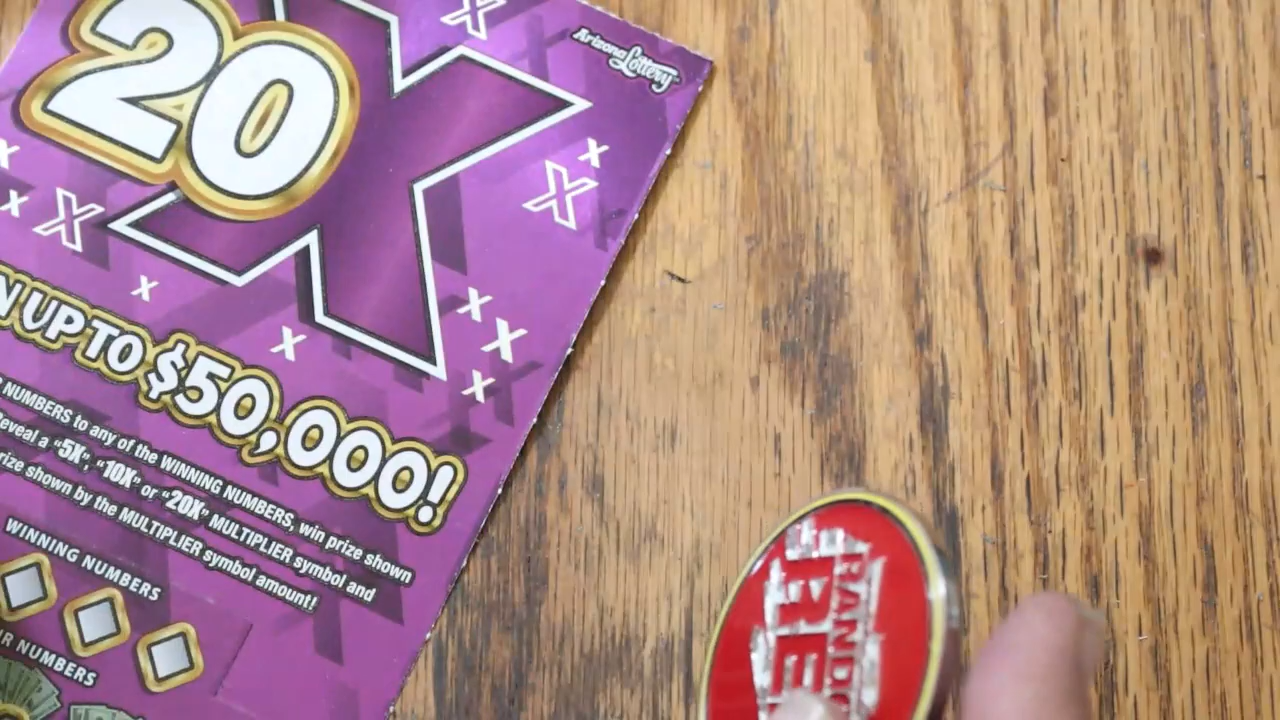 20X
Arizona Lottery
UP TO $50,000!
NUMBERS to any of the WINNING NUMBERS, win prize shown
eveal a "5X", "10X" or "20X" MULTIPLIER symbol and
rize shown by the MULTIPLIER symbol amount!
WINNING NUMBERS
R NUMBERS